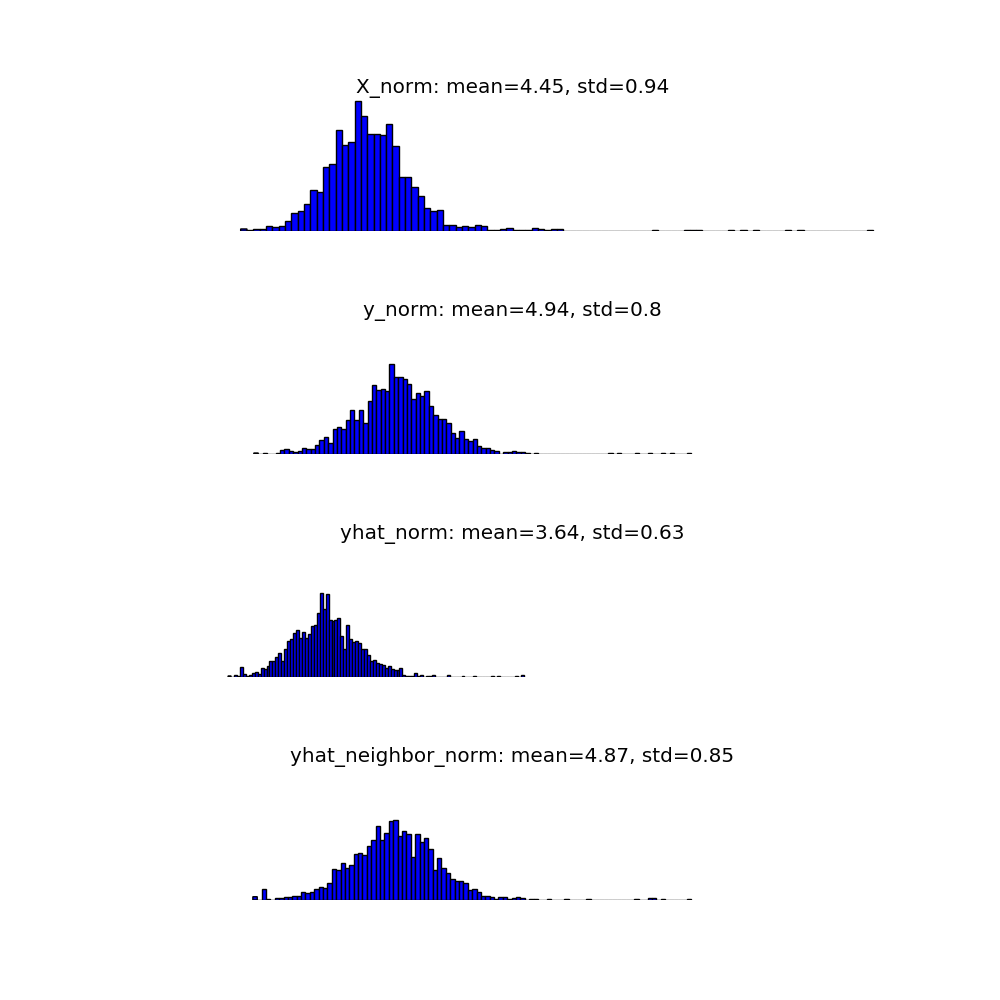 X_norm: mean=4.45, std=0.94
y_norm: mean=4.94, std=0.8
yhat_norm: mean=3.64, std=0.63
yhat_neighbor_norm: mean=4.87, std=0.85